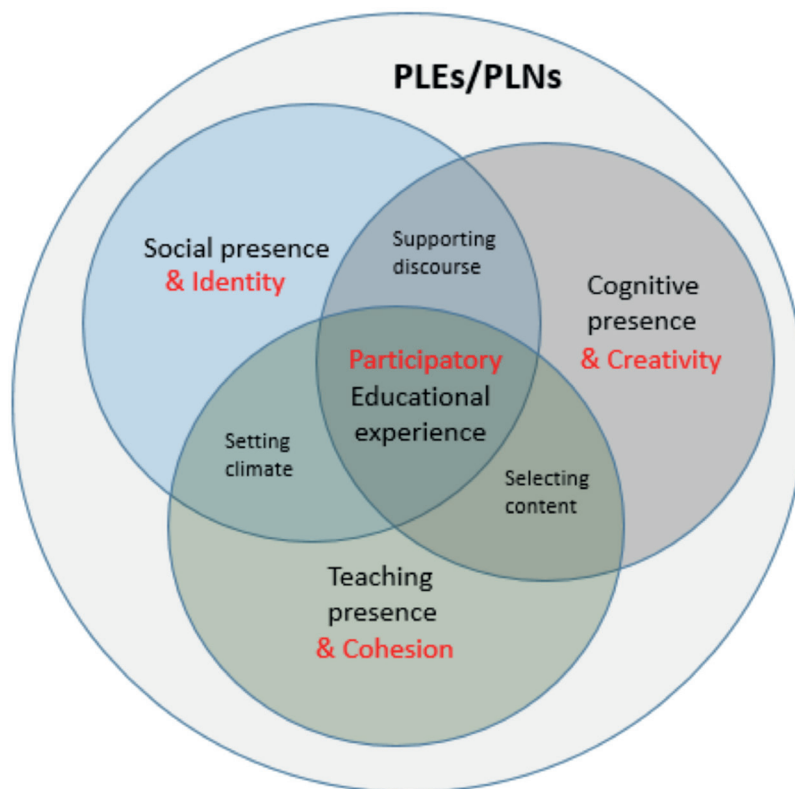 PLEs/PLNs
Social presence
& Identity
Supporting
discourse
Cognitive
presence
& Creativity
Participatory
Educational
experience
Setting
climate
Selecting
content
Teaching
presence
& Cohesion